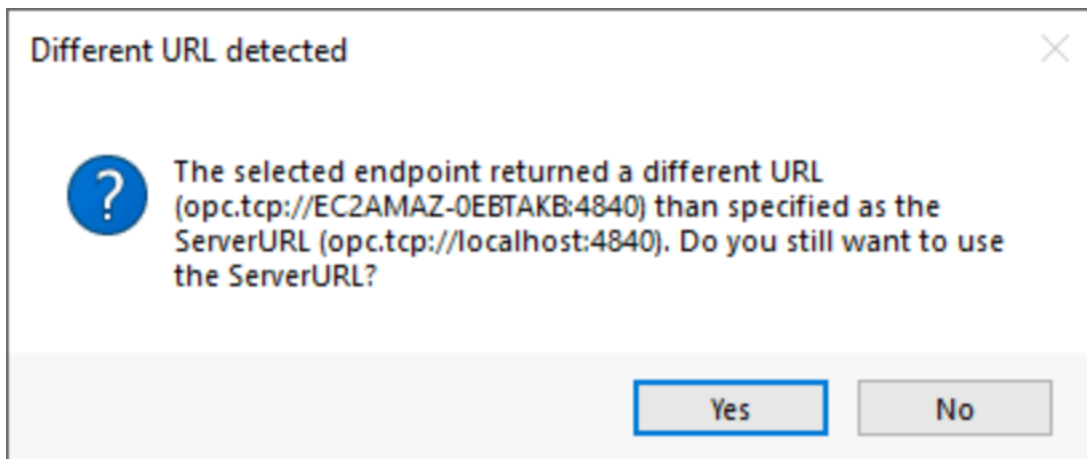 Different URL detected
The selected endpoint returned a different URL
(opc.tcp://EC2AMAZ-0EBTAKB:4840) than specified as the
ServerURL (opc.tcp://localhost:4840). Do you still want to use
the ServerURL?
Yes No